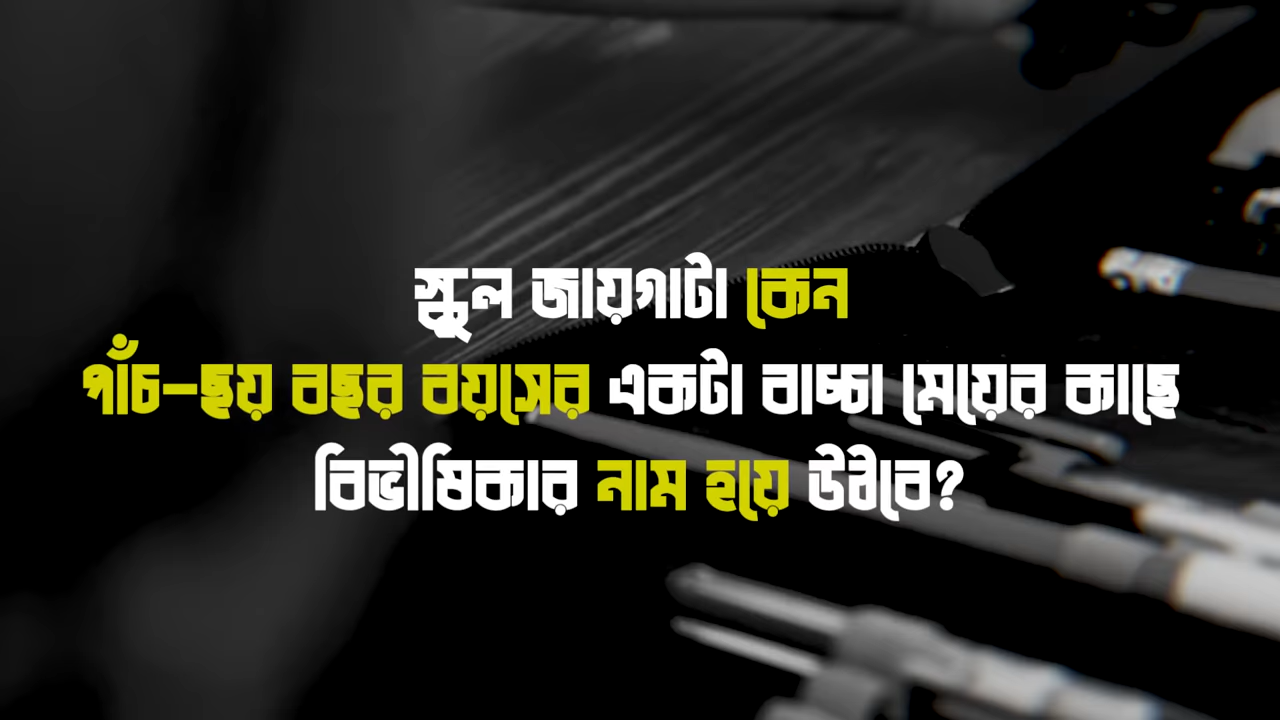 স্কুল জায়গাটা কেন
পাঁচ-ছয় বছর বয়সের একটা বাচ্চা মেয়ের কাছে
বিভীষিকার নাম হয়ে উঠবে?